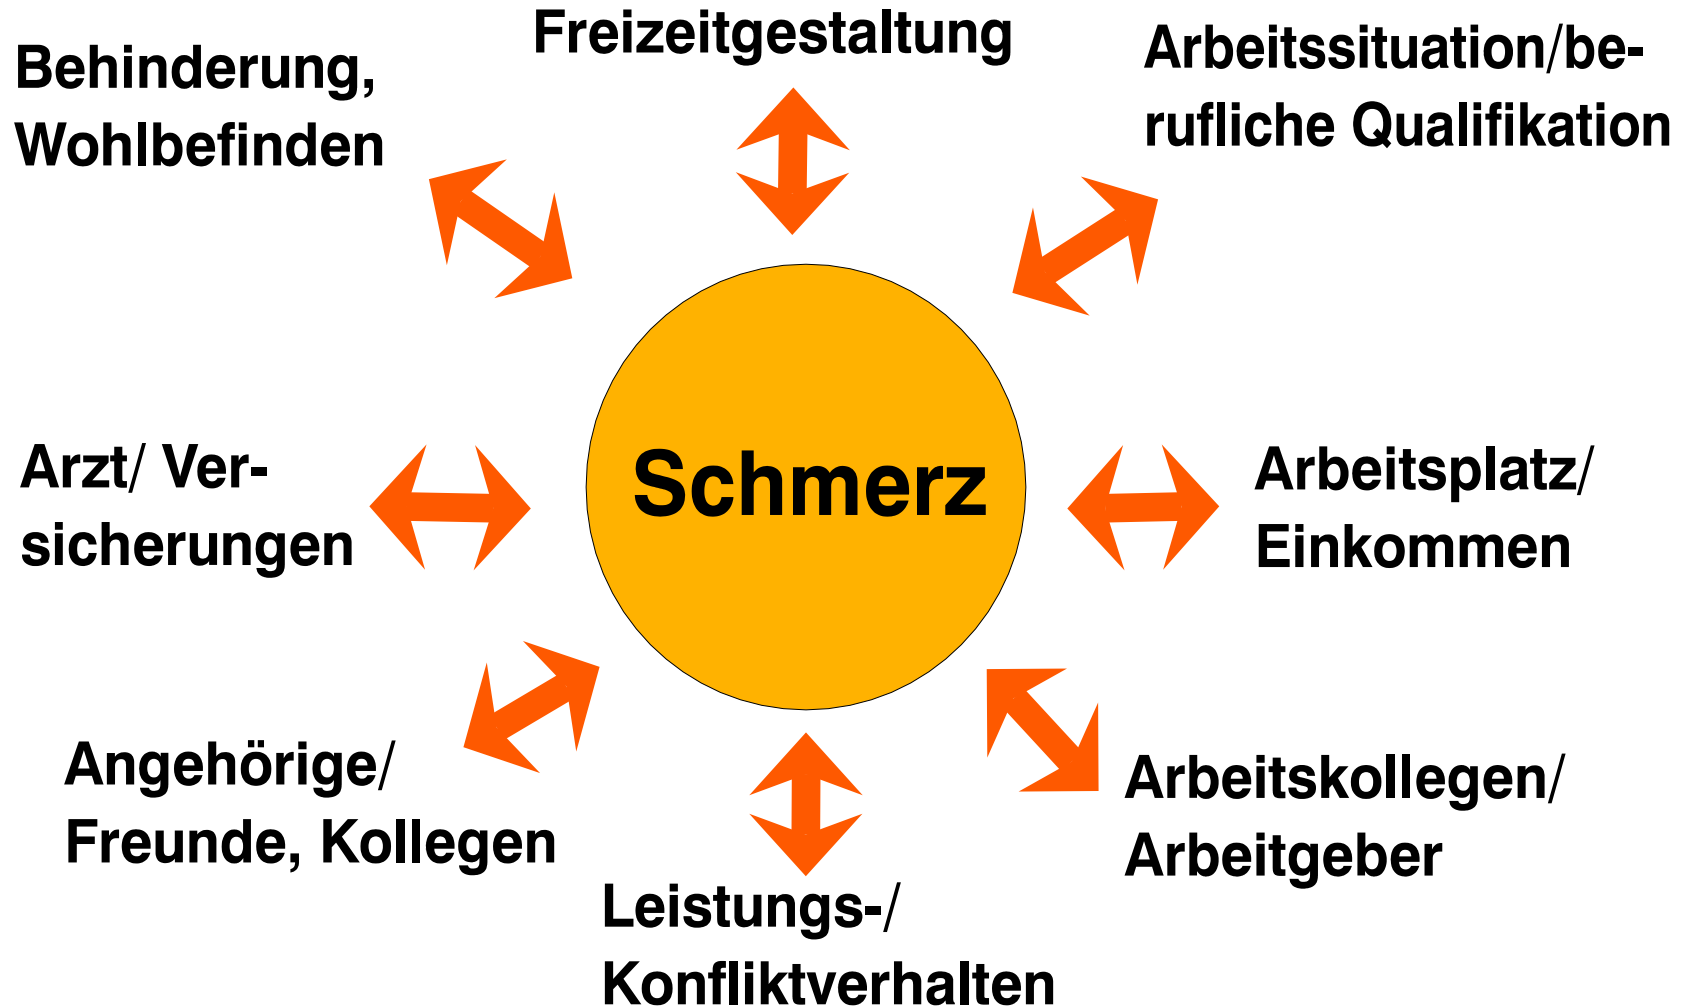 Freizeitgestaltung
Behinderung,
Wohlbefinden
Arbeitssituation/be-
rufliche Qualifikation
Arzt/ Ver-
sicherungen
Schmerz
Arbeitsplatz/
Einkommen
Angehörige/
Freunde, Kollegen
Arbeitskollegen/
Arbeitgeber
Leistungs-/
Konfliktverhalten